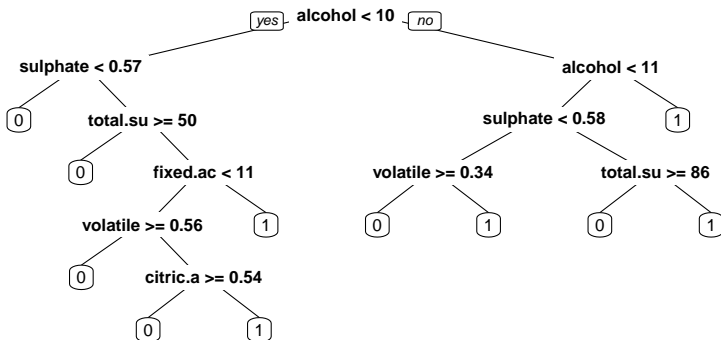 yes alcohol < 10 no
sulphate < 0.57 alcohol < 11
0 total.su >= 50 sulphate < 0.58 1
0 fixed.ac < 11 volatile >= 0.34 total.su >= 86
volatile >= 0.56 1 0 1 0 1
0 citric.a >= 0.54
0 1